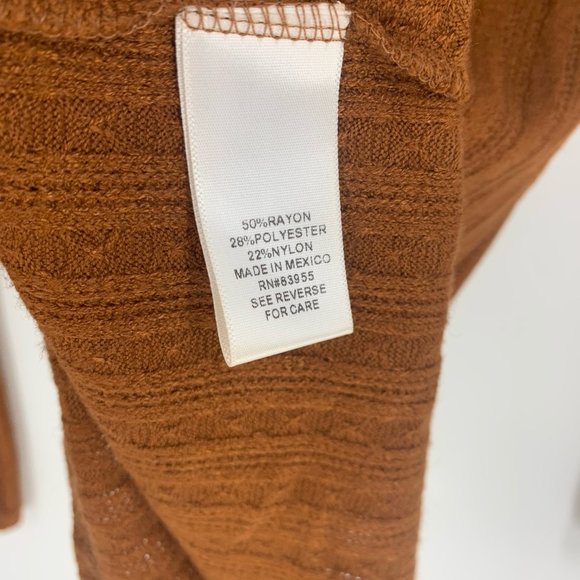 50%RAYON
28%POLYESTER
22%NYLON
MADE IN MEXICO
RN#83955
SEE REVERSE
FOR CARE